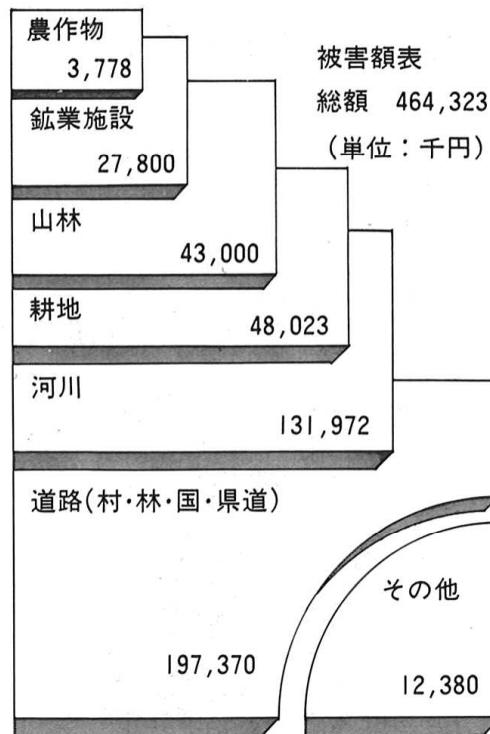 農作物
3,778
被害額表
総額 464,323
(単位:千円)
鉱業施設
27,800
山林
43,000
耕地
48,023
河川
131,972
道路(村・林・国・県道)
197,370
その他
12,380